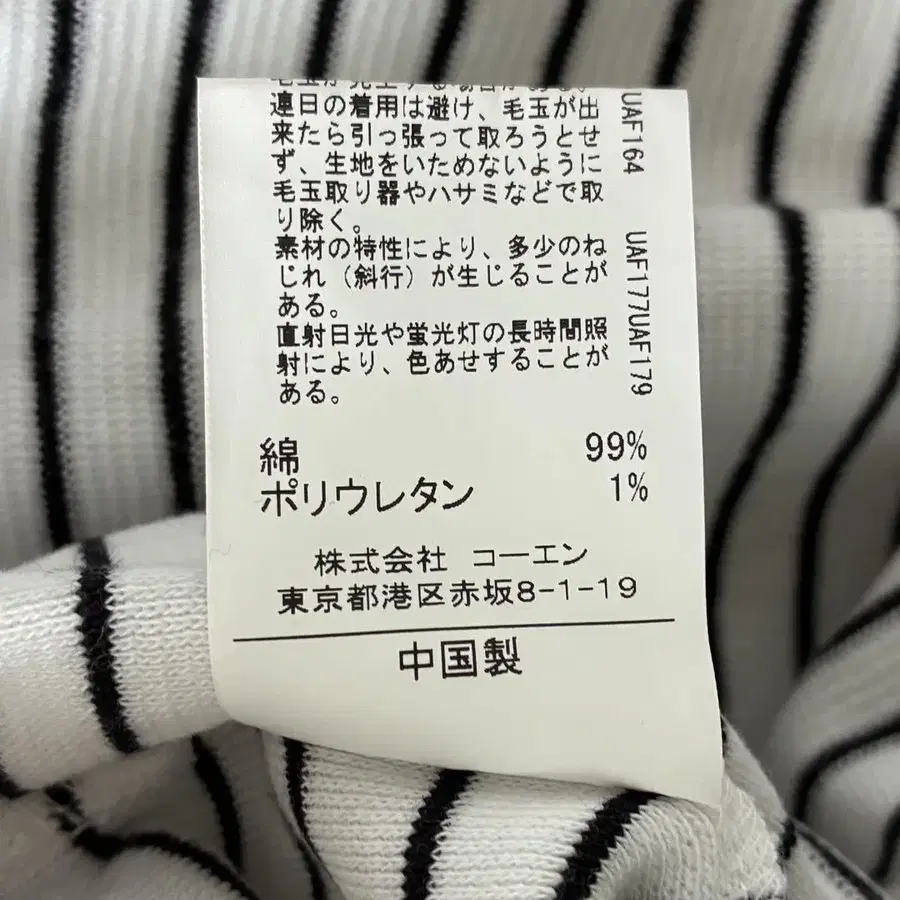 連日の着用は避け、毛玉が出
来たら引っ張って取ろうとせ
ず、生地をいためないように
毛玉取り器やハサミなどで取
り除く。
素材の特性により、多少のね
じれ（斜行）が生じることが
ある。
直射日光や蛍光灯の長時間照
射により、色あせすることが
ある。
UAF164
UAF177UAF179
綿 99%
ポリウレタン 1%
株式会社 コーエン
東京都港区赤坂8-1-19
中国製